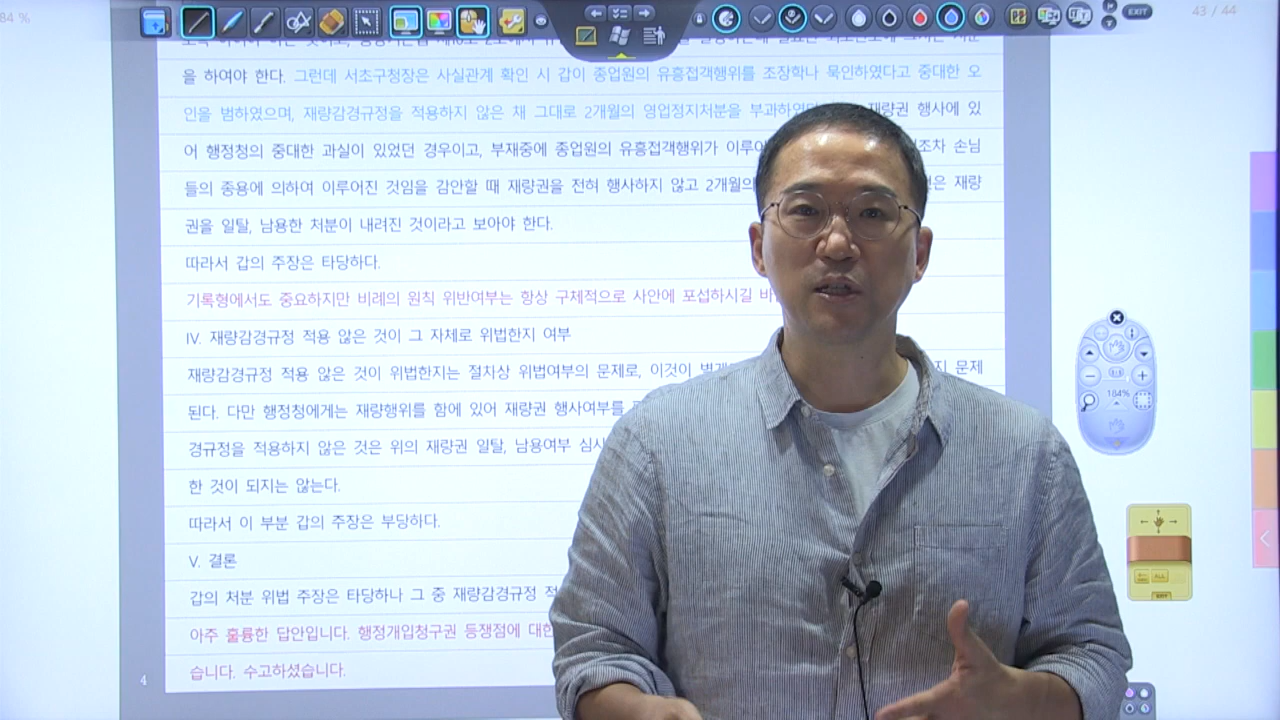 84 %
43 / 44
EXIT
을 하여야 한다. 그런데 서초구청장은 사실관계 확인 시 갑이 종업원의 유흥접객행위를 조장학나 묵인하였다고 중대한 오
인을 범하였으며, 재량감경규정을 적용하지 않은 채 그대로 2개월의 영업정지처분을 부과하였 재량권 행사에 있
어 행정청의 중대한 과실이 있었던 경우이고, 부재중에 종업원의 유흥접객행위가 손님
들의 중용에 의하여 이루어진 것임을 감안할 때 재량권을 전혀 행사하지 않고 2개월의 재량
권을 일탈, 남용한 처분이 내려진 것이라고 보아야 한다.
따라서 갑의 주장은 타당하다.
기록형에서도 중요하지만 비례의 원칙 위반여부는 항상 구체적으로 사안에 포섭하시길
IV. 재량감경규정 적용 않은 것이 그 자체로 위법한지 여부
재량감경규정 적용 않은 것이 위법한지는 절차상 위법여부의 문제로, 이것이 문제
된다. 다만 행정청에게는 재량행위를 함에 있어 재량권 행사여부를
경규정을 적용하지 않은 것은 위의 재량권 일탈, 남용여부
한 것이 되지는 않는다.
따라서 이 부분 갑의 주장은 부당하다.
184%
V. 결론
갑의 처분 위법 주장은 타당하나 그 중 재량감경규정
아주 훌륭한 답안입니다. 행정개입청구권 등쟁점에
습니다. 수고하셨습니다.
4
ALL
EXIT